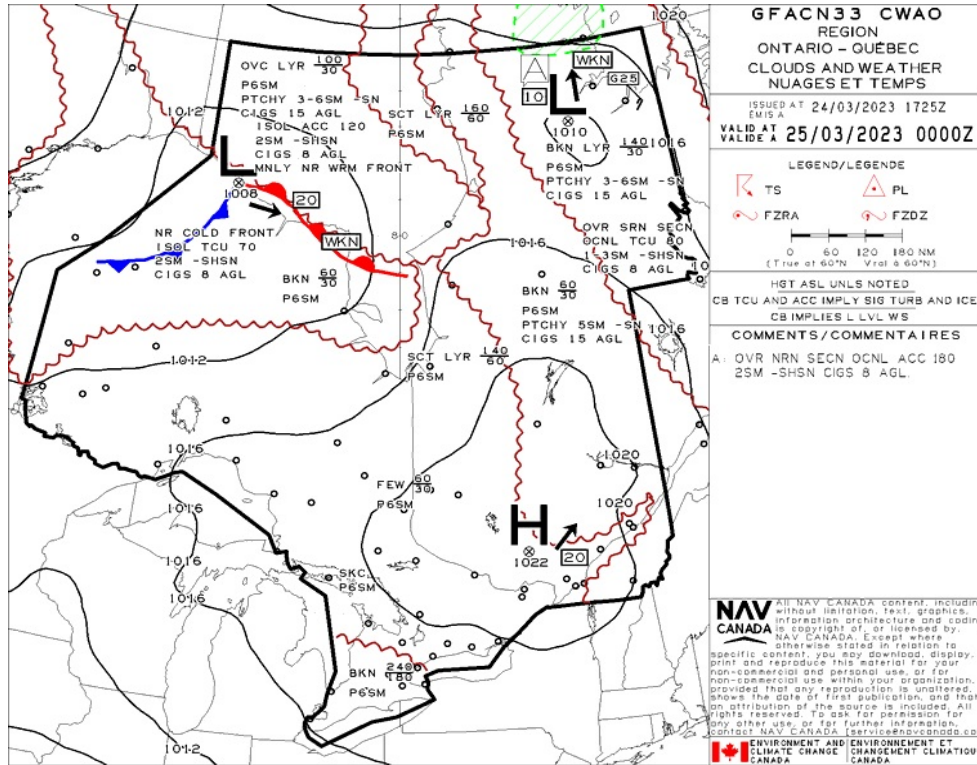 GFACN33 CWAO
REGION
ONTARIO - QUÉBEC
CLOUDS AND WEATHER
NUAGES ET TEMPS
ISSUED AT
EMIS A
24/03/2023 1725Z
VALID AT
VALIDE A
25/03/2023 0000Z
LEGEND/LÉGENDE
TS
PL
FZRA
FZDZ
0 60 120 180 NM
(True at 60°N Vrai à 60°N)
HGT ASL UNLS NOTED
CB TCU AND ACC IMPLY SIG TURB AND ICE
CB IMPLIES L LVL WS
COMMENTS/COMMENTAIRES
A: OVR NRN SECN OCNL ACC 180
2SM -SHSN CIGS 8 AGL.
NAV
CANADA
All NAV CANADA content, includin
without limitation, text, graphics,
information architecture and codin
is copyright of, or licensed by,
NAV CANADA. Except where
otherwise stated in relation to
specific content, you may download, display,
print and reproduce this material for your
non-commercial and personal use, or for
non-commercial use within your organization,
provided that any reproduction is unaltered,
shows the date of first publication, and that
an attribution of the source is included. All
rights reserved. To ask for permission for
any other use, or for further information,
contact NAV CANADA [service@navcanada.ca
ENVIRONMENT AND
CLIMATE CHANGE
CANADA
ENVIRONNEMENT ET
CHANGEMENT CLIMATIQU
CANADA
1020
OVC LYR 100/30
P6SM
PTCHY 3-6SM -SN
CIGS 15 AGL
ISOL ACC 120
2SM -SHSN
CIGS 8 AGL
MNLY NR WRM FRONT
SCT LYR 160/60
P6SM
WKN
G25
A
10
L
1010
BKN LYR 140/30
P6SM
PTCHY 3-6SM -SN
CIGS 15 AGL
1016
1012
L
1008
20
WKN
80
NR COLD FRONT
ISOL TCU 70
2SM -SHSN
CIGS 8 AGL
BKN 60/30
P6SM
OVR SRN SECN
OCNL TCU 80
1-3SM -SHSN
CIGS 8 AGL
1016
10
BKN 60/30
P6SM
PTCHY 5SM -SN
CIGS 15 AGL
1016
1012
SCT LYR 140/60
P6SM
1016
1020
FEW 60/30
P6SM
1016
1020
H
1022
20
1016
SKC
P6SM
1016
BKN 240/180
P6SM
1012